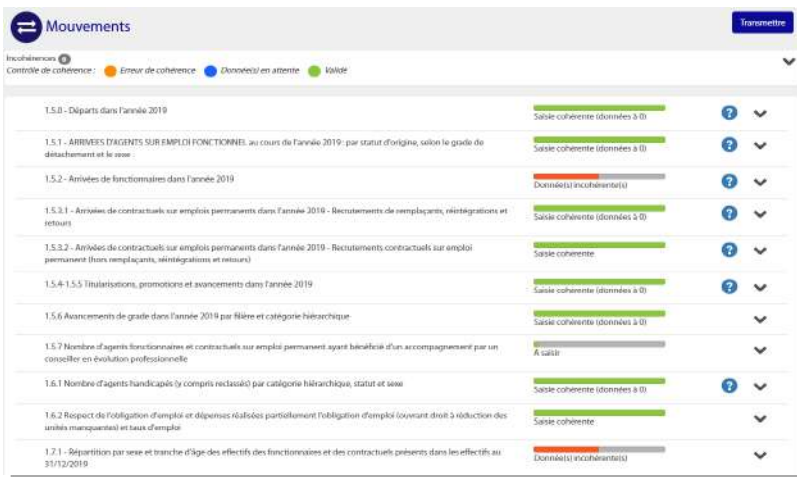 Mouvements
Transmettre
Incohérences 0
Contrôle de cohérence : Erreur de cohérence Donnée(s) en attente Validé
1.5.0 - Départs dans l'année 2019
Saisie cohérente (données à 0)
1.5.1 - ARRIVEES D'AGENTS SUR EMPLOI FONCTIONNEL au cours de l'année 2019 : par statut d'origine, selon le grade de
détachement et le sexe
Saisie cohérente (données à 0)
1.5.2 - Arrivées de fonctionnaires dans l'année 2019
Donnée(s) incohérente(s)
1.5.3.1 - Arrivées de contractuels sur emplois permanents dans l'année 2019 - Recrutements de remplaçants, réintégrations et
retours
Saisie cohérente (données à 0)
1.5.3.2 - Arrivées de contractuels sur emplois permanents dans l'année 2019 - Recrutements contractuels sur emploi
permanent (hors remplaçants, réintégrations et retours)
Saisie cohérente
1.5.4-1.5.5 Titularisations, promotions et avancements dans l'année 2019
Saisie cohérente (données à 0)
1.5.6 Avancements de grade dans l'année 2019 par filière et catégorie hiérarchique
Saisie cohérente (données à 0)
1.5.7 Nombre d'agents fonctionnaires et contractuels sur emploi permanent ayant bénéficié d'un accompagnement par un
conseiller en évolution professionnelle
A saisir
1.6.1 Nombre d'agents handicapés (y compris reclassés) par catégorie hiérarchique, statut et sexe
Saisie cohérente (données à 0)
1.6.2 Respect de l'obligation d'emploi et dépenses réalisées partiellement l'obligation d'emploi (ouvrant droit à réduction des
unités manquantes) et taux d'emploi
Saisie cohérente
1.7.1 - Répartition par sexe et tranche d'âge des effectifs des fonctionnaires et des contractuels présents dans les effectifs au
31/12/2019
Donnée(s) incohérente(s)